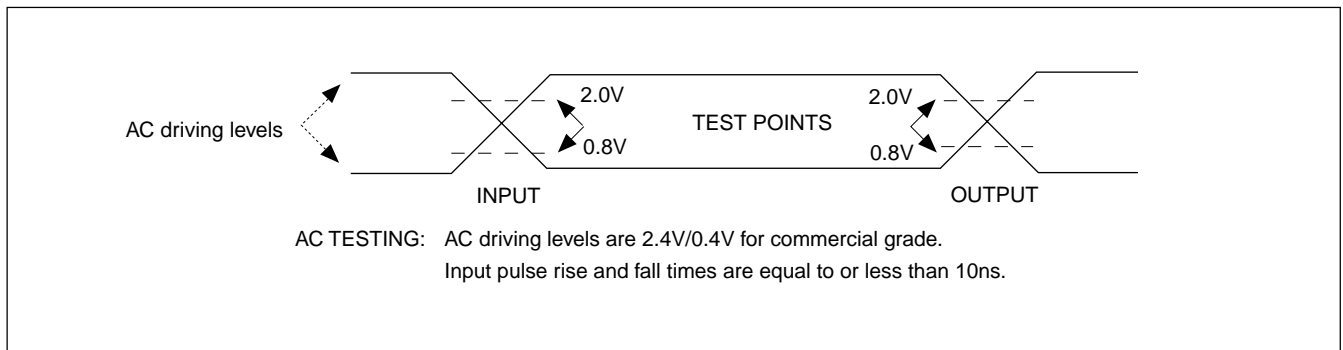 2.0V
2.0V
AC driving levels
TEST POINTS
0.8V
0.8V
INPUT
OUTPUT
AC TESTING: AC driving levels are 2.4V/0.4V for commercial grade.
Input pulse rise and fall times are equal to or less than 10ns.